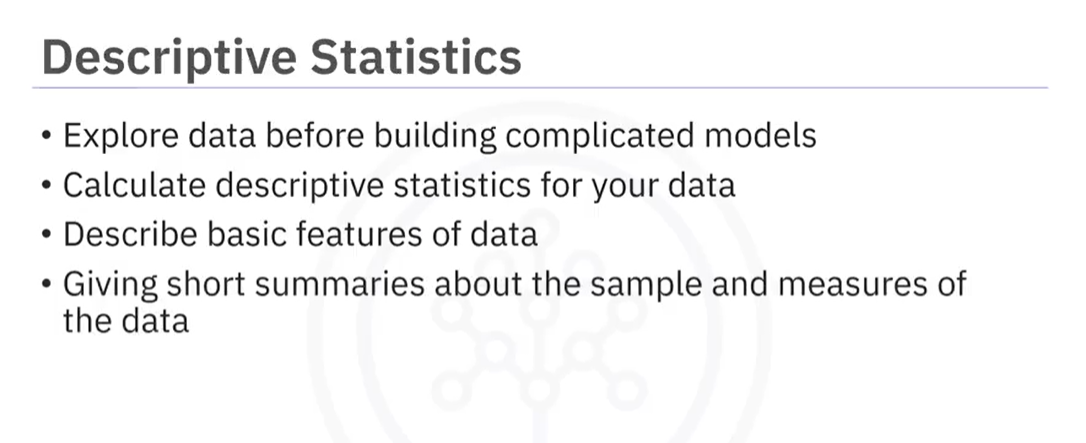 Descriptive Statistics
• Explore data before building complicated models
• Calculate descriptive statistics for your data
• Describe basic features of data
• Giving short summaries about the sample and measures of
the data